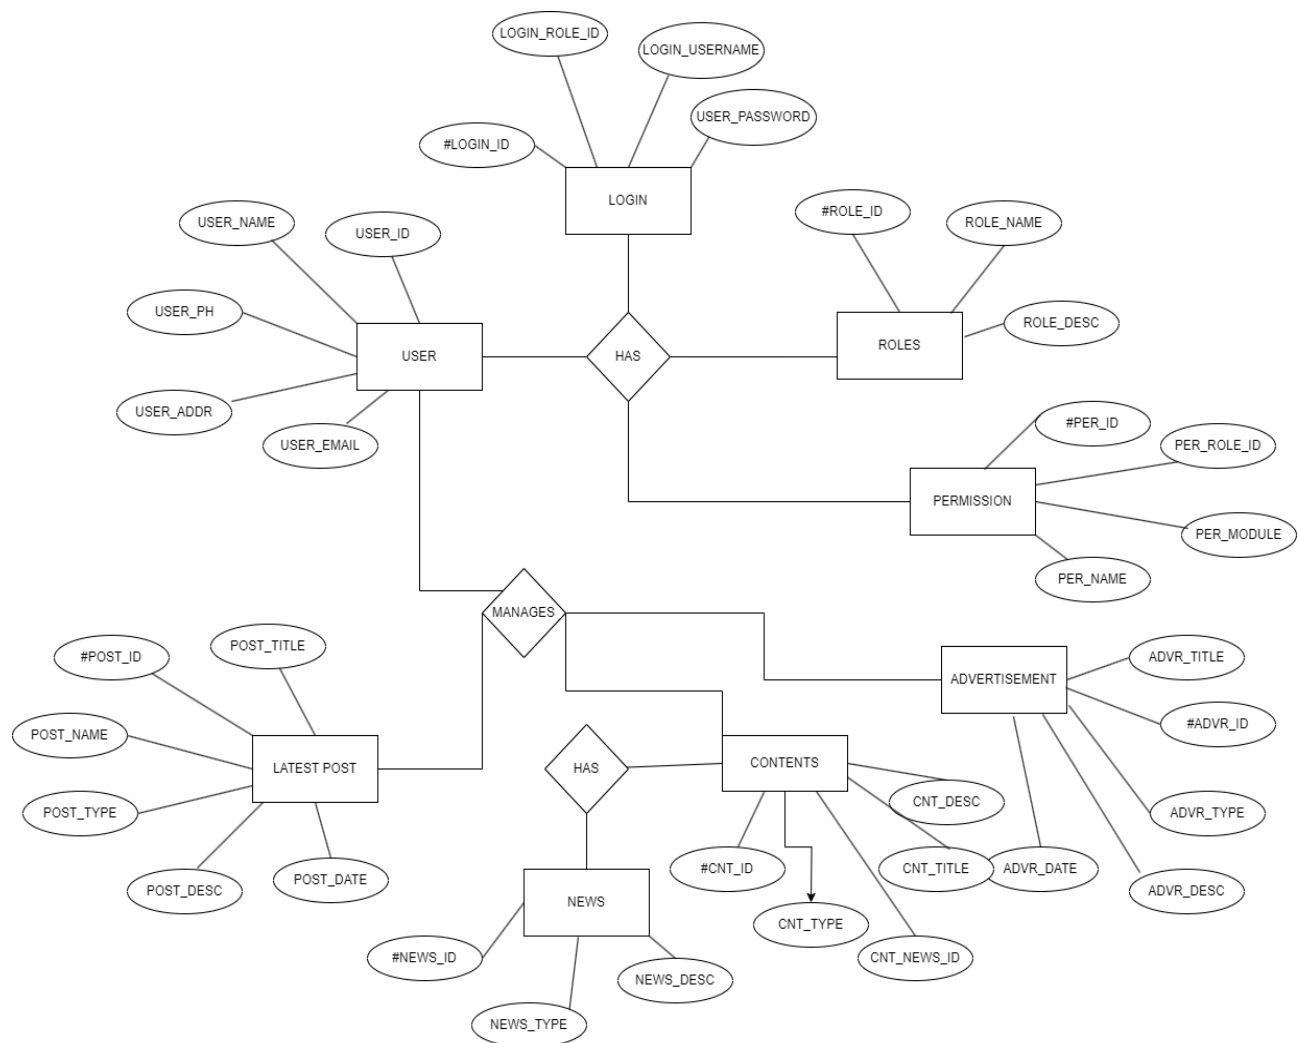 LOGIN_ROLE_ID
LOGIN_USERNAME
USER_PASSWORD
#LOGIN_ID
LOGIN
USER_NAME
USER_ID
#ROLE_ID
ROLE_NAME
USER_PH
ROLE_DESC
USER
HAS
ROLES
USER_ADDR
USER_EMAIL
#PER_ID
PER_ROLE_ID
PERMISSION
PER_MODULE
PER_NAME
MANAGES
#POST_ID
POST_TITLE
ADVR_TITLE
ADVERTISEMENT
#ADVR_ID
POST_NAME
LATEST POST
HAS
CONTENTS
CNT_DESC
POST_TYPE
ADVR_TYPE
POST_DESC
POST_DATE
#CNT_ID
CNT_TITLE
ADVR_DATE
ADVR_DESC
NEWS
CNT_TYPE
#NEWS_ID
CNT_NEWS_ID
NEWS_DESC
NEWS_TYPE